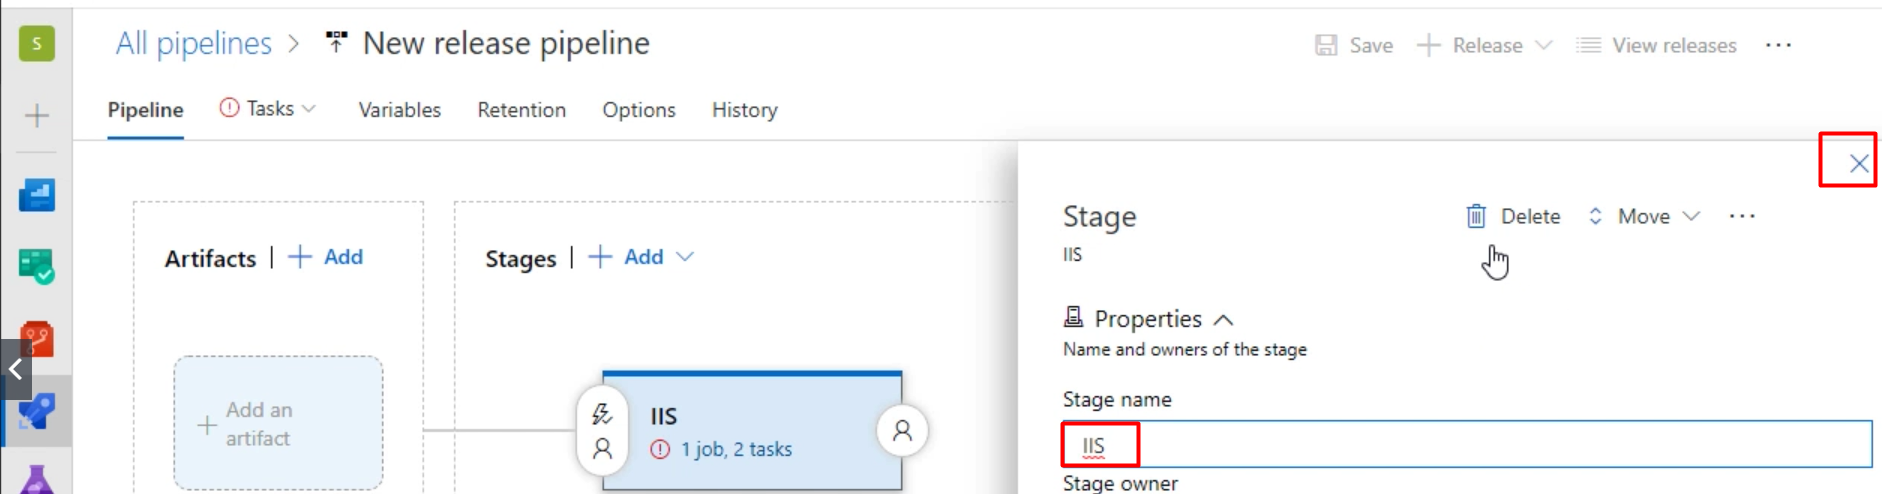 S
All pipelines > New release pipeline
Save Release View releases ...
Pipeline Tasks Variables Retention Options History
Artifacts | + Add
Stages | + Add
+ Add an
artifact
IIS
1 job, 2 tasks
Stage
IIS
Delete Move ...
Properties
Name and owners of the stage
Stage name
IIS
Stage owner